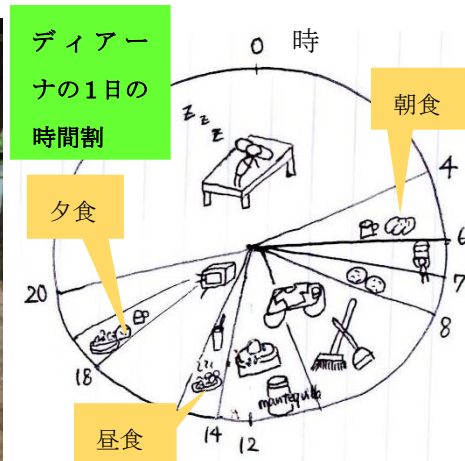 ディアー
ナの1日の
時間割
0 時
朝食
z z z
4
6
7
8
夕食
20
18
mantequilla
昼食
14
12